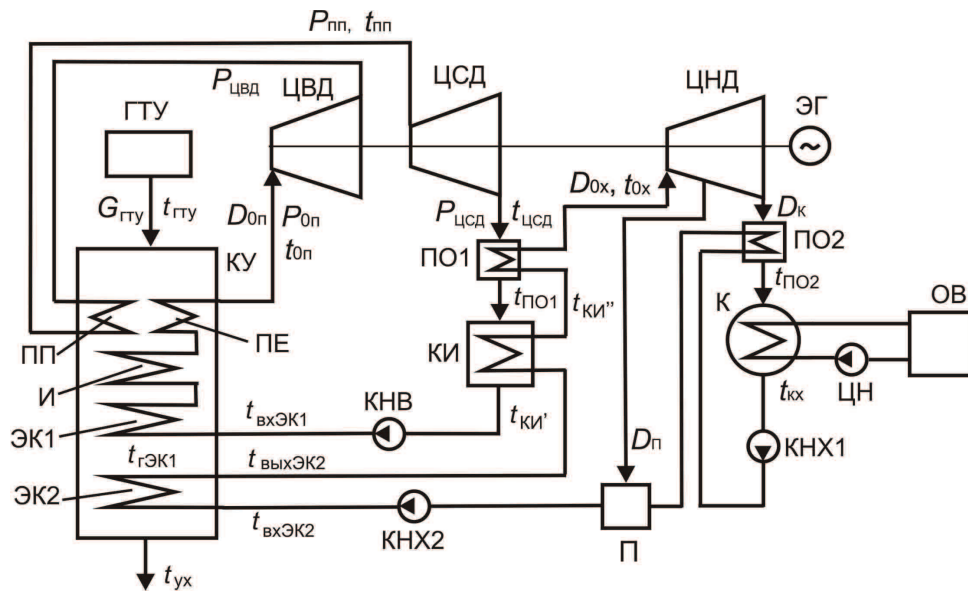 Pпп, tпп
PЦВД
ЦВД
ЦСД
ЦНД
ЭГ
ГТУ
Gгту
tгту
D0п
P0п
t0п
КУ
PЦСД
tЦСД
D0х, t0х
Dк
ПО1
ПО2
tПО1
tКИ"
tПО2
ОВ
К
ПП
ПЕ
КИ
И
ЦН
tкх
КНВ
ЭК1
tвхЭК1
tКИ'
tгЭК1
tвыхЭК2
Dп
КНХ1
ЭК2
tвхЭК2
КНХ2
П
tух